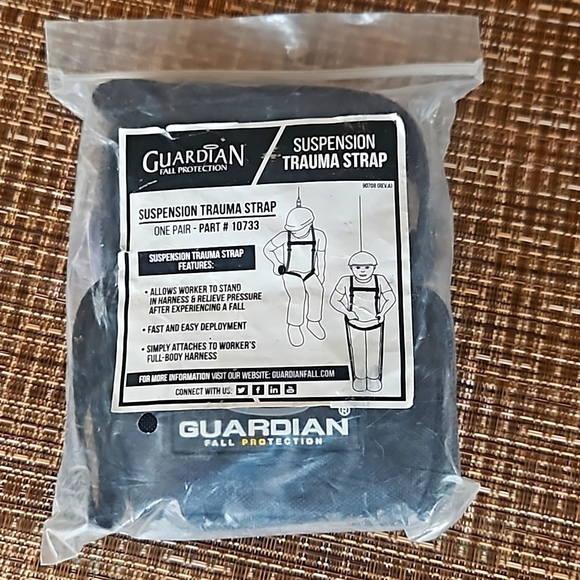 GUARDIAN
FALL PROTECTION
SUSPENSION
TRAUMA STRAP
90708 (REV.A)
SUSPENSION TRAUMA STRAP
ONE PAIR - PART # 10733
SUSPENSION TRAUMA STRAP
FEATURES:
• ALLOWS WORKER TO STAND
IN HARNESS & RELIEVE PRESSURE
AFTER EXPERIENCING A FALL
• FAST AND EASY DEPLOYMENT
• SIMPLY ATTACHES TO WORKER'S
FULL-BODY HARNESS
FOR MORE INFORMATION VISIT OUR WEBSITE: GUARDIANFALL.COM
CONNECT WITH US:
GUARDIAN®
FALL PROTECTION